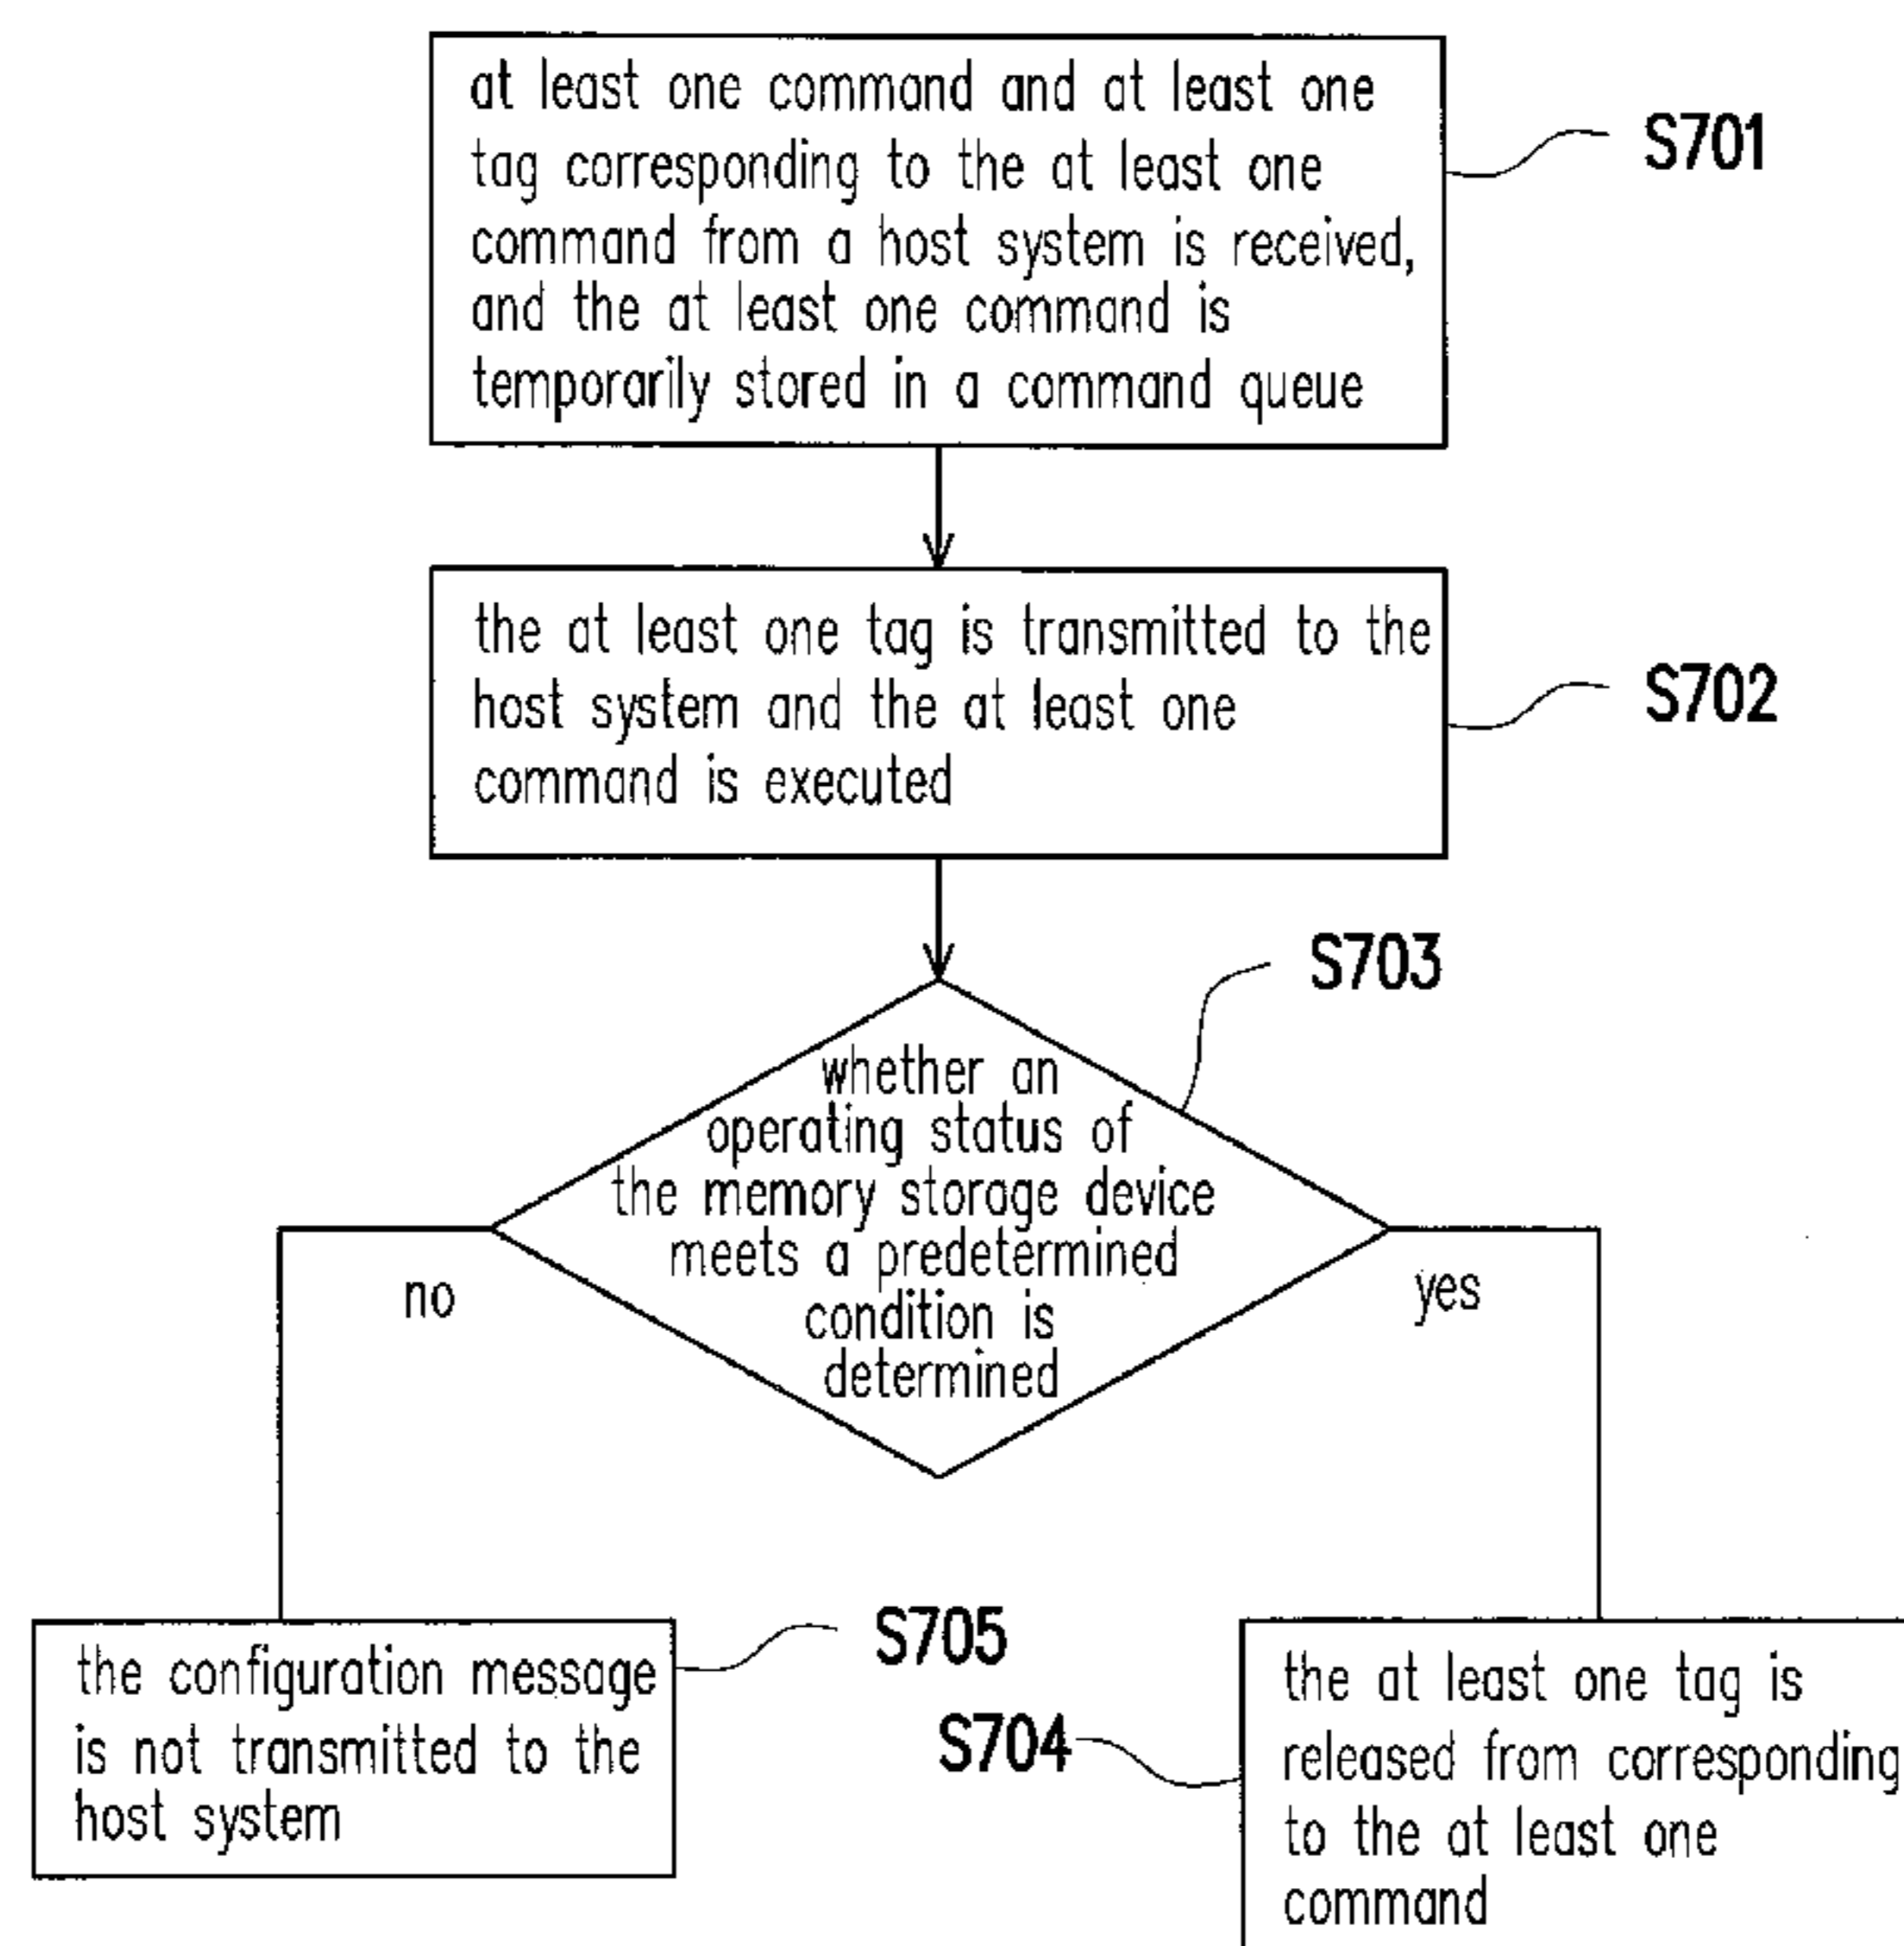 at least one command and at least one
tag corresponding to the at least one
command from a host system is received,
and the at least one command is
temporarily stored in a command queue
S701
the at least one tag is transmitted to the
host system and the at least one
command is executed
S702
S703
whether an
operating status of
the memory storage device
meets a predetermined
condition is
determined
no
yes
the configuration message
is not transmitted to the
host system
S705
S704
the at least one tag is
released from corresponding
to the at least one
command